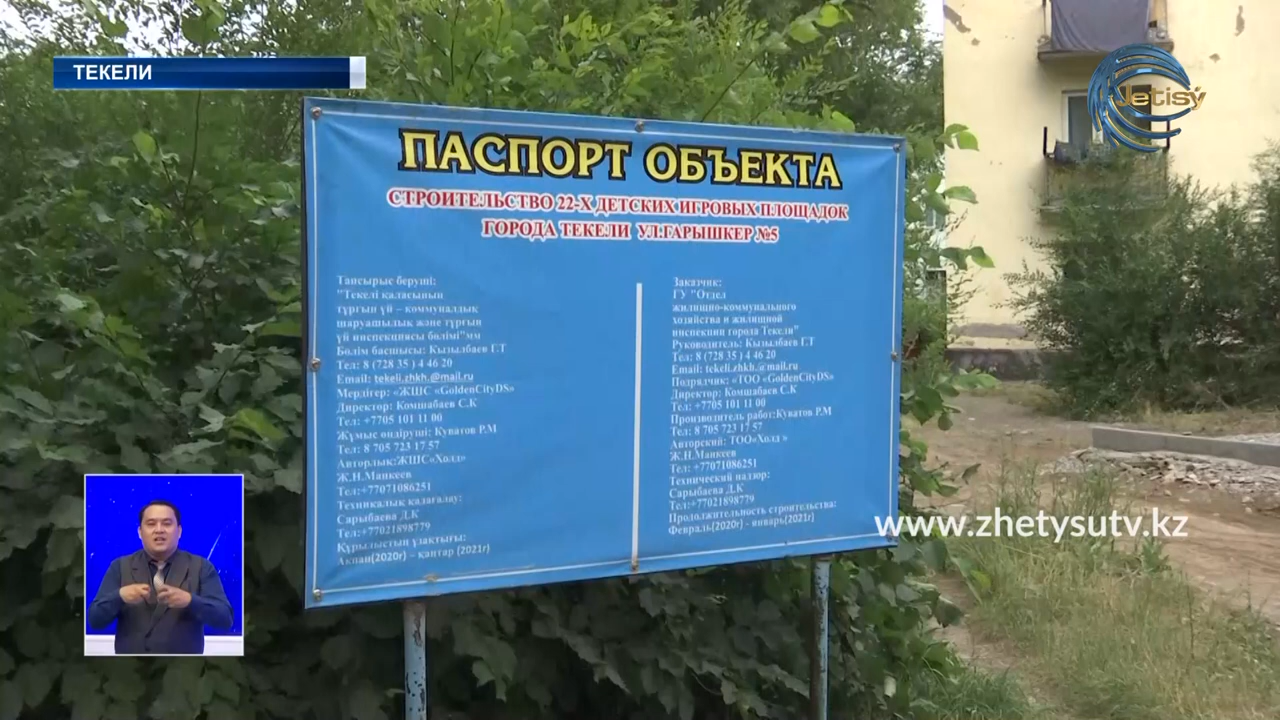 ТЕКЕЛИ
Jetisý
ПАСПОРТ ОБЪЕКТА
СТРОИТЕЛЬСТВО 22-Х ДЕТСКИХ ИГРОВЫХ ПЛОЩАДОК
ГОРОДА ТЕКЕЛИ УЛ.ГАРЫШКЕР №5
Тапсырыс беруші:
"Текелі қаласының
тұрғын үй – коммуналдық
шаруашылық және тұрғын
үй инспекциясы бөлімі"мм
Бөлім басшысы: Кызылбаев Г.Т
Тел: 8 (728 35 ) 4 46 20
Email: tekeli.zhkh.@mail.ru
Мердігер: «ЖШС «GoldenCityDS»
Директор: Комшабаев С.К
Тел: +7705 101 11 00
Жұмыс өндіруші: Куватов Р.М
Тел: 8 705 723 17 57
Авторлық:ЖШС«Холд»
Ж.Н.Манкеев
Тел:+77071086251
Техникалық қадағалау:
Сарыбаева Д.К
Тел:+77021898779
Құрылыстың ұзақтығы:
Ақпан(2020г) – қаңтар (2021г)
Заказчик:
ГУ "Отдел
жилищно-коммунального
хозяйства и жилищной
инспекции города Текели"
Руководитель: Кызылбаев Г.Т
Тел: 8 (728 35 ) 4 46 20
Email: tekeli.zhkh.@mail.ru
Подрядчик: «ТОО «GoldenCityDS»
Директор: Комшабаев С.К
Тел: +7705 101 11 00
Производитель работ:Куватов Р.М
Тел: 8 705 723 17 57
Авторский: ТОО«Холд »
Ж.Н.Манкеев
Тел: +77071086251
Технический надзор:
Сарыбаева Д.К
Тел:+77021898779
Продолжительность строительства:
Февраль(2020г) - январь(2021г)
www.zhetysutv.kz